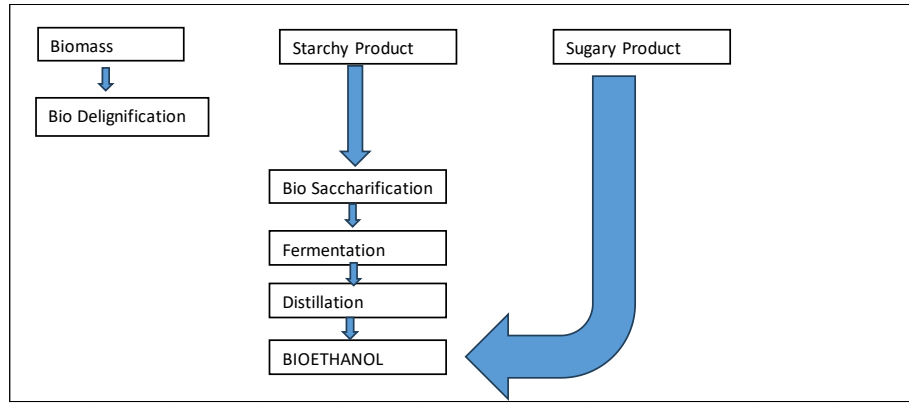 Biomass
Starchy Product
Sugary Product
Bio Delignification
Bio Saccharification
Fermentation
Distillation
BIOETHANOL